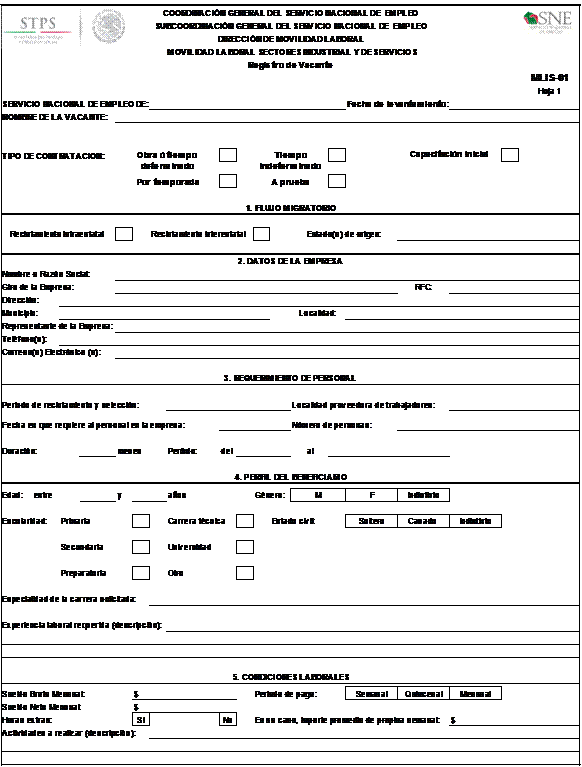 STPS
COORDINACIÓN GENERAL DEL SERVICIO NACIONAL DE EMPLEO
SUBCOORDINACIÓN GENERAL DEL SERVICIO NACIONAL DE EMPLEO
DIRECCIÓN DE MOVILIDAD LABORAL
MOVILIDAD LABORAL SECTORES INDUSTRIAL Y DE SERVICIOS
Registro de Vacante
SNE
MLIS-01
Hoja 1
SERVICIO NACIONAL DE EMPLEO DE: Fecha de levantamiento:
NOMBRE DE LA VACANTE:
TIPO DE CONTRATACION: Obra ó tiempo determinado Tiempo indeterminado Capacitación inicial
Por temporada A prueba
1. FLUJO MIGRATORIO
Reclutamiento intraestatal Reclutamiento interestatal Estado(s) de origen:
2. DATOS DE LA EMPRESA
Nombre o Razón Social:
Giro de la Empresa: RFC:
Dirección:
Municipio: Localidad:
Representante de la Empresa:
Teléfono(s):
Correo(s) Electrónico (s):
3. REQUERIMIENTO DE PERSONAL
Periodo de reclutamiento y selección: Localidad proveedora de trabajadores:
Fecha en que requiere al personal en la empresa: Número de personas:
Duración: meses Periodo: del al
4. PERFIL DEL BENEFICIARIO
Edad: entre y años Género: M F Indistinto
Escolaridad: Primaria Carrera técnica Estado civil: Soltero Casado Indistinto
Secundaria Universidad
Preparatoria Otro
Especialidad de la carrera solicitada:
Experiencia laboral requerida (descripción):
5. CONDICIONES LABORALES
Sueldo Bruto Mensual: $ Periodo de pago: Semanal Quincenal Mensual
Sueldo Neto Mensual: $
Horas extras: Si No En su caso, importe promedio de propina semanal: $
Actividades a realizar (descripción):